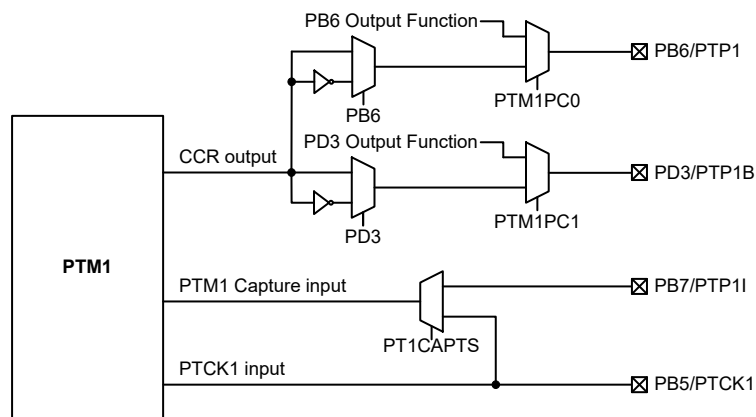 PB6 Output Function
PB6/PTP1
PTM1PC0
PB6
PD3 Output Function
CCR output
PD3/PTP1B
PTM1PC1
PD3
PTM1
PTM1 Capture input
PB7/PTP1I
PT1CAPTS
PTCK1 input
PB5/PTCK1